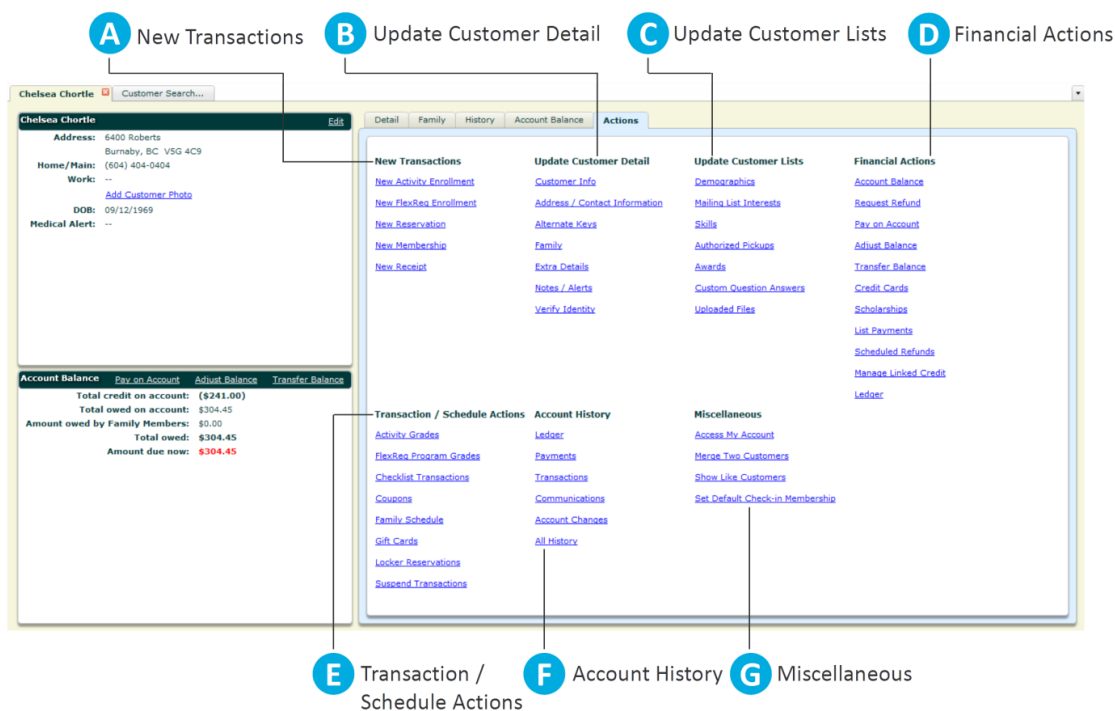 A New Transactions
B Update Customer Detail
C Update Customer Lists
D Financial Actions
Chelsea Chortle
Customer Search...
Chelsea Chortle Edit
Address: 6400 Roberts
Burnaby, BC V5G 4C9
Home/Main: (604) 404-0404
Work: --
Add Customer Photo
DOB: 09/12/1969
Medical Alert: --
Account Balance Pay on Account Adjust Balance Transfer Balance
Total credit on account: ($241.00)
Total owed on account: $304.45
Amount owed by Family Members: $0.00
Total owed: $304.45
Amount due now: $304.45
Detail Family History Account Balance Actions
New Transactions
New Activity Enrollment
New FlexReg Enrollment
New Reservation
New Membership
New Receipt
Update Customer Detail
Customer Info
Address / Contact Information
Alternate Keys
Family
Extra Details
Notes / Alerts
Verify Identity
Update Customer Lists
Demographics
Mailing List Interests
Skills
Authorized Pickups
Awards
Custom Question Answers
Uploaded Files
Financial Actions
Account Balance
Request Refund
Pay on Account
Adjust Balance
Transfer Balance
Credit Cards
Scholarships
List Payments
Scheduled Refunds
Manage Linked Credit
Ledger
Transaction / Schedule Actions
Activity Grades
FlexReg Program Grades
Checklist Transactions
Coupons
Family Schedule
Gift Cards
Locker Reservations
Suspend Transactions
Account History
Ledger
Payments
Transactions
Communications
Account Changes
All History
Miscellaneous
Access My Account
Merge Two Customers
Show Like Customers
Set Default Check-in Membership
E Transaction /
Schedule Actions
F Account History
G Miscellaneous